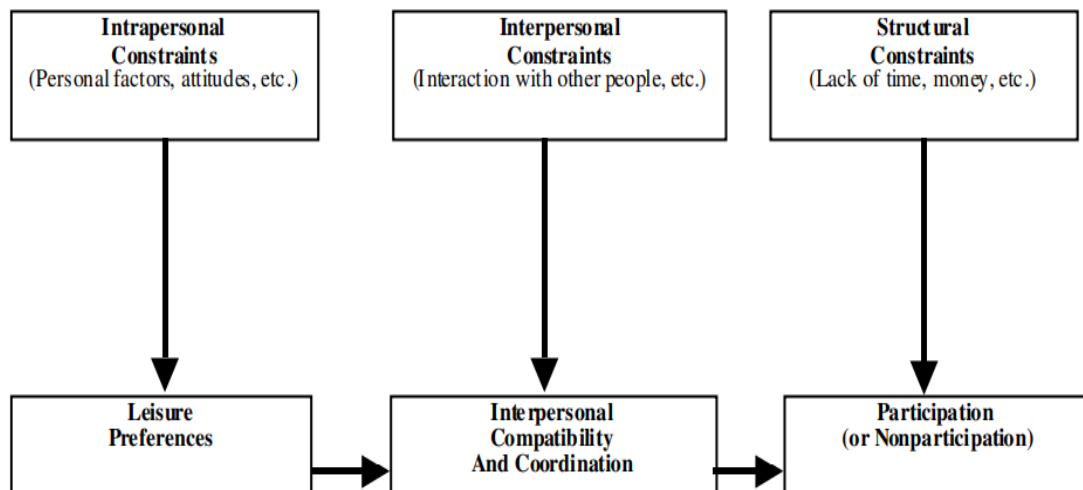 Intrapersonal
Constraints
(Personal factors, attitudes, etc.)
Interpersonal
Constraints
(Interaction with other people, etc.)
Structural
Constraints
(Lack of time, money, etc.)
Leisure
Preferences
Interpersonal
Compatibility
And Coordination
Participation
(or Nonparticipation)